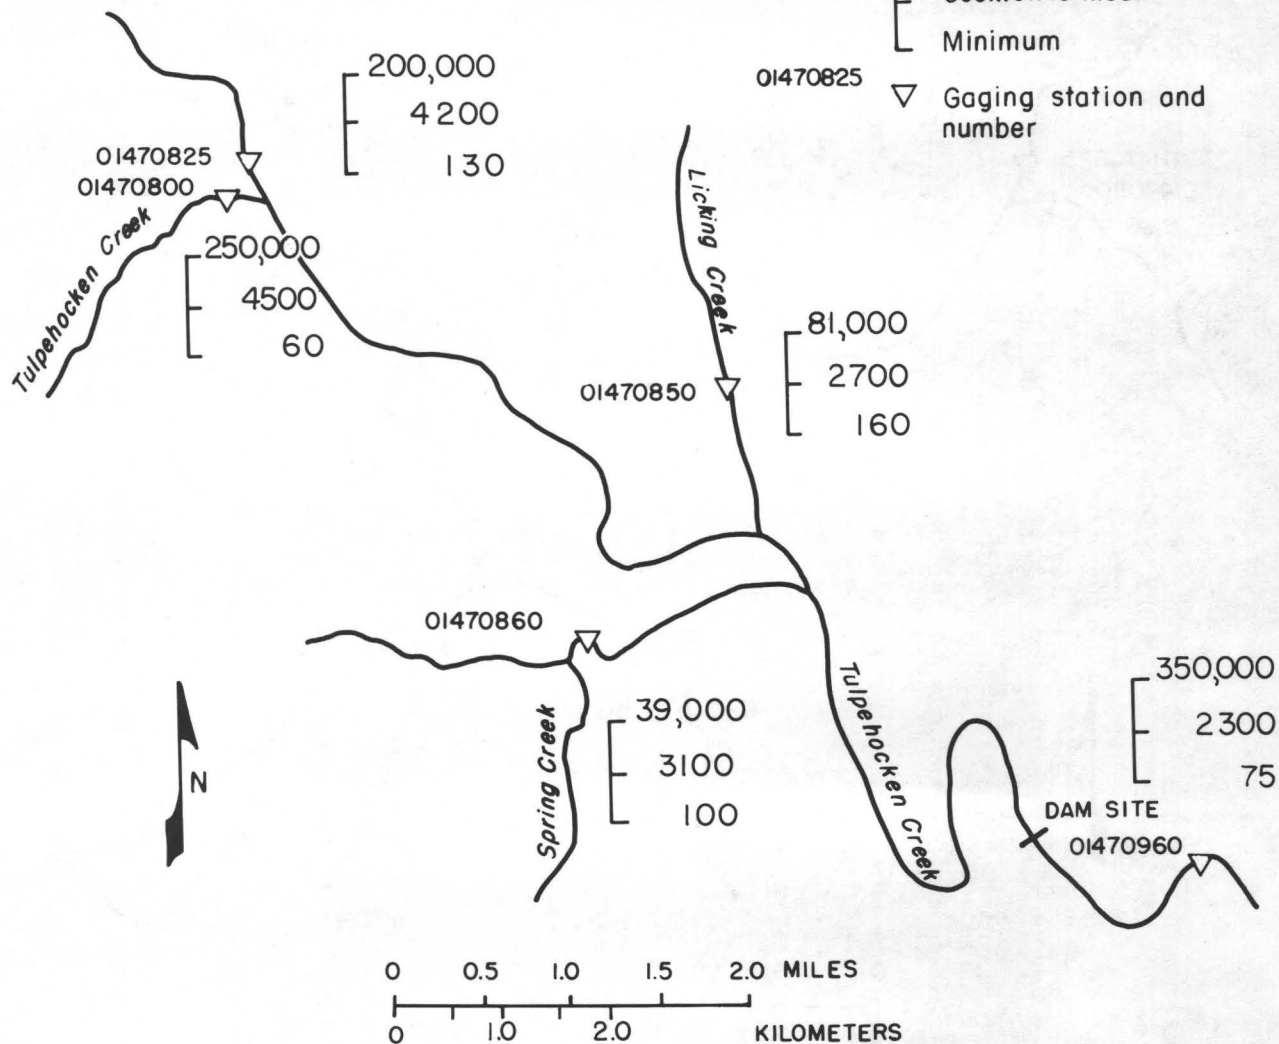 Minimum
01470825
Gaging station and
number
200,000
4200
130
01470825
01470800
Tulpehocken Creek
250,000
4500
60
Licking Creek
81,000
2700
160
01470850
01470860
39,000
3100
100
Spring Creek
Tulpehocken Creek
350,000
2300
75
DAM SITE
01470960
N
0 0.5 1.0 1.5 2.0 MILES
0 1.0 2.0 KILOMETERS